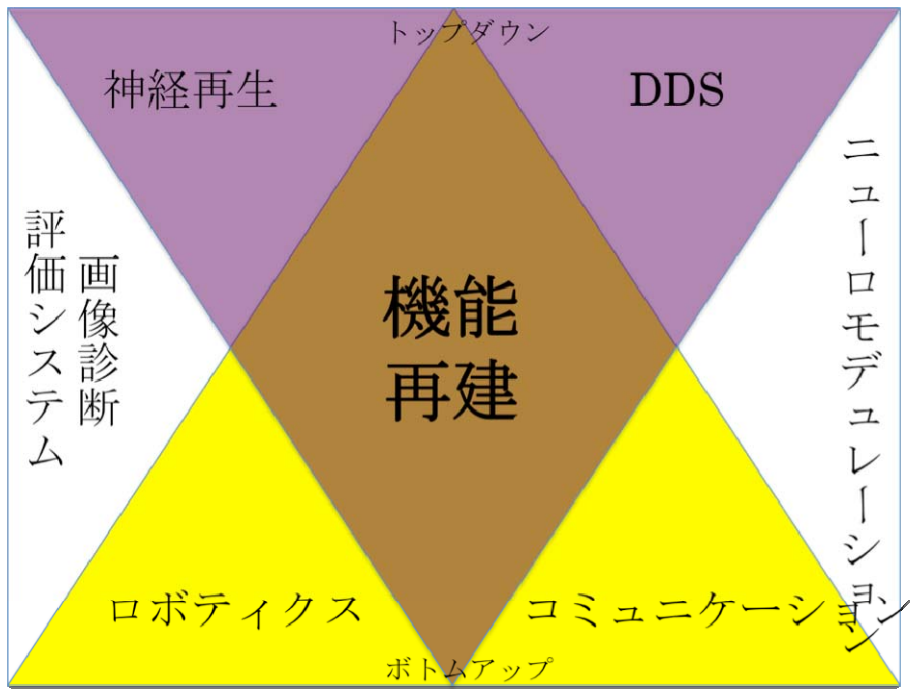 トップダウン
神経再生
DDS
画像診断
評価システム
機能
再建
ニューロモデュレーション
ロボティクス
コミュニケーション
ボトムアップ